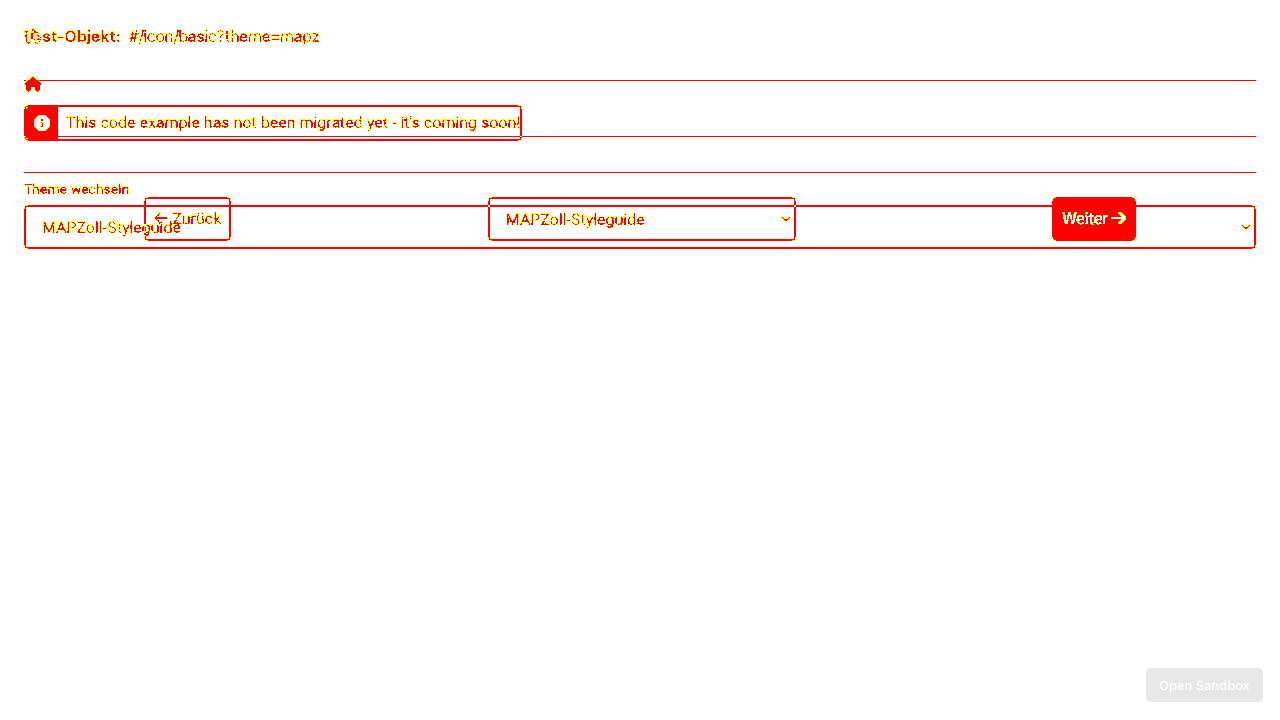 Test-Objekt: #/icon/basic?theme=mapz
This code example has not been migrated yet - it's coming soon!
Theme wechseln
MAPZoll-Styleguide
← Zurück
MAPZoll-Styleguide
Weiter →
Open Sandbox